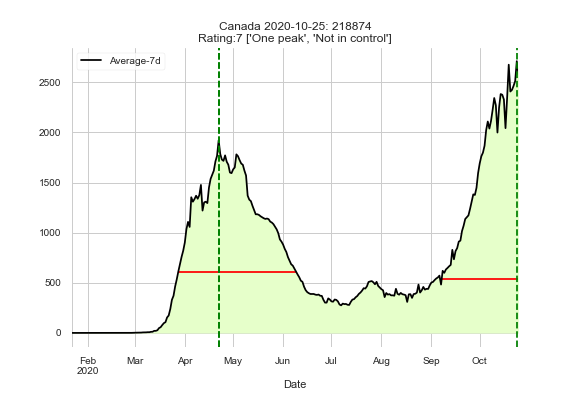 Canada 2020-10-25: 218874
Rating:7 ['One peak', 'Not in control']
Average-7d
2500
2000
1500
1000
500
0
Feb Mar Apr May Jun Jul Aug Sep Oct
2020
Date